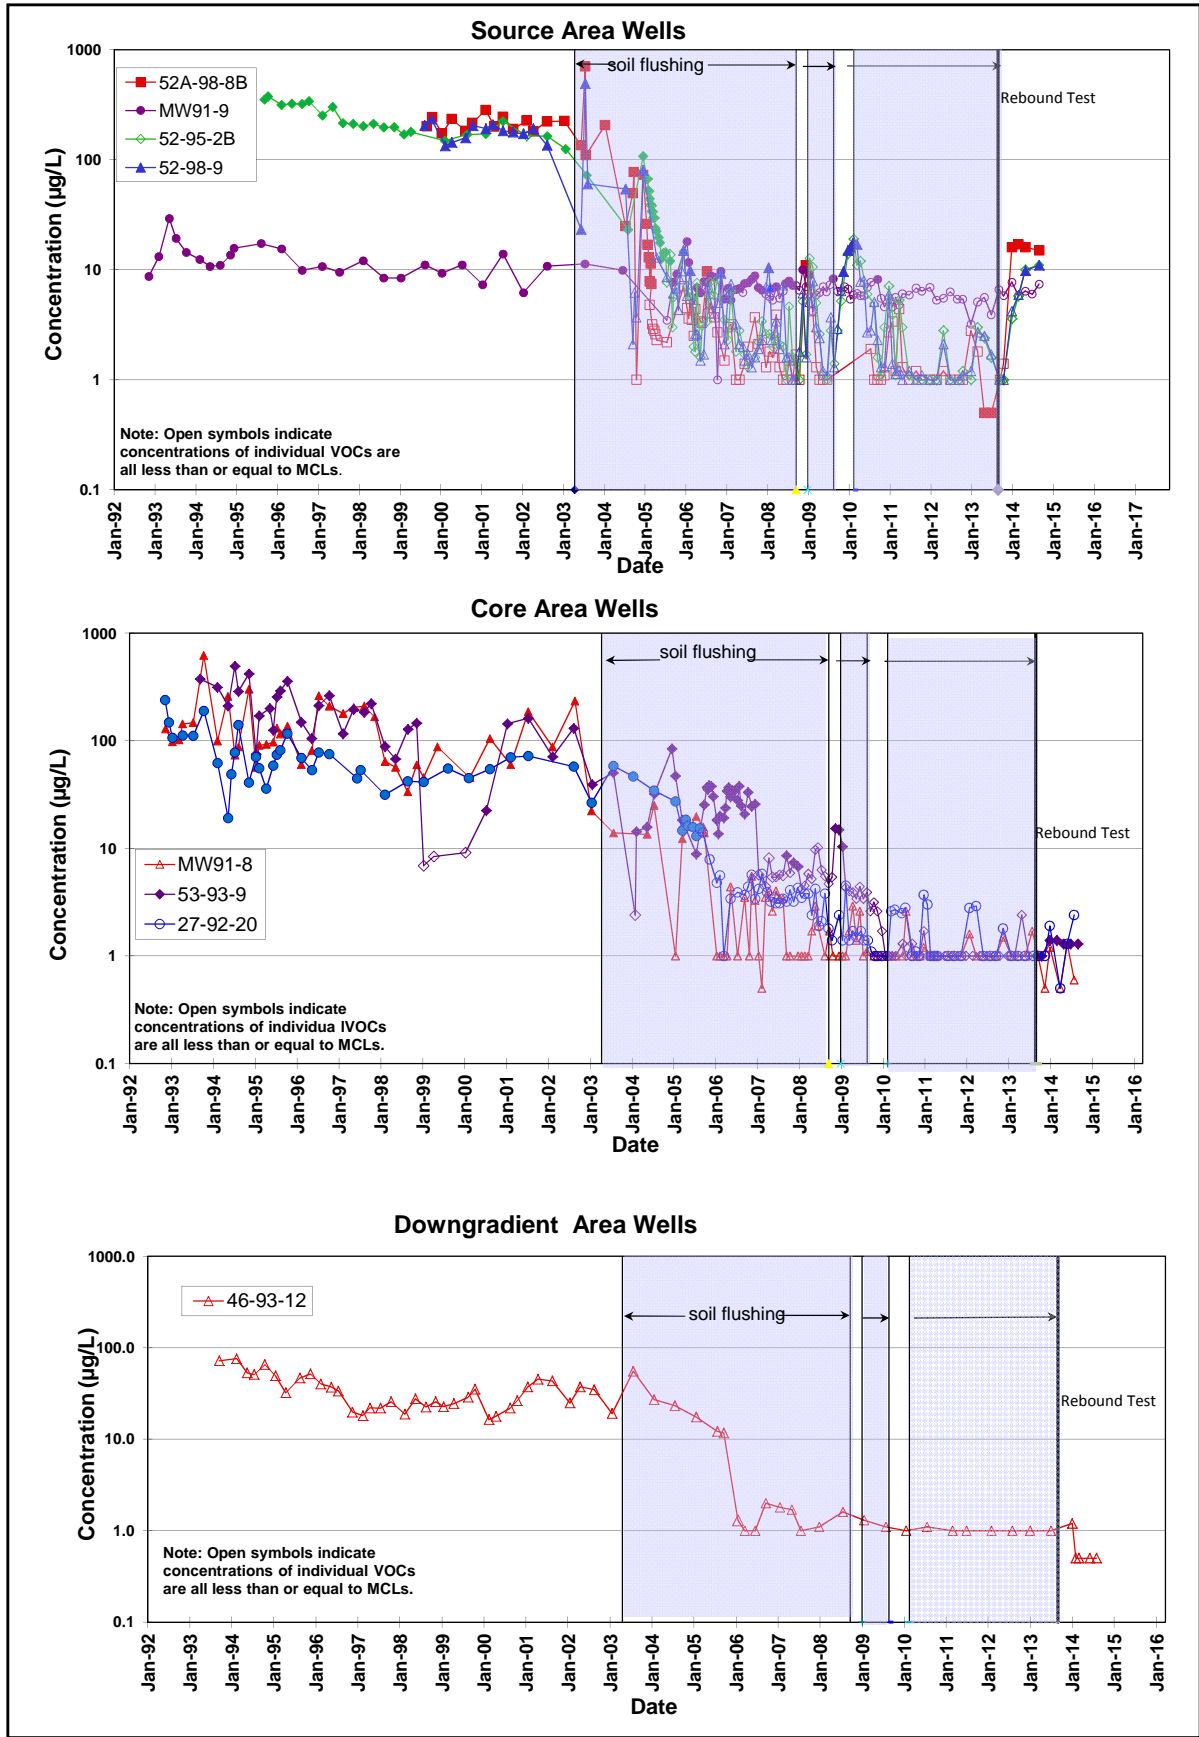 Source Area Wells
1000
100
10
1
0.1
Concentration (µg/L)
52A-98-8B
MW91-9
52-95-2B
52-98-9
soil flushing
Rebound Test
Note: Open symbols indicate
concentrations of individual VOCs are
all less than or equal to MCLs.
Jan-92
Jan-93
Jan-94
Jan-95
Jan-96
Jan-97
Jan-98
Jan-99
Jan-00
Jan-01
Jan-02
Jan-03
Jan-04
Jan-05
Jan-06
Jan-07
Jan-08
Jan-09
Jan-10
Jan-11
Jan-12
Jan-13
Jan-14
Jan-15
Jan-16
Jan-17
Date
Core Area Wells
1000
100
10
1
0.1
Concentration (µg/L)
soil flushing
Rebound Test
MW91-8
53-93-9
27-92-20
Note: Open symbols indicate
concentrations of individua lVOCs
are all less than or equal to MCLs.
Jan-92
Jan-93
Jan-94
Jan-95
Jan-96
Jan-97
Jan-98
Jan-99
Jan-00
Jan-01
Jan-02
Jan-03
Jan-04
Jan-05
Jan-06
Jan-07
Jan-08
Jan-09
Jan-10
Jan-11
Jan-12
Jan-13
Jan-14
Jan-15
Jan-16
Date
Downgradient Area Wells
1000.0
100.0
10.0
1.0
0.1
Concentration (µg/L)
46-93-12
soil flushing
Rebound Test
Note: Open symbols indicate
concentrations of individual VOCs
are all less than or equal to MCLs.
Jan-92
Jan-93
Jan-94
Jan-95
Jan-96
Jan-97
Jan-98
Jan-99
Jan-00
Jan-01
Jan-02
Jan-03
Jan-04
Jan-05
Jan-06
Jan-07
Jan-08
Jan-09
Jan-10
Jan-11
Jan-12
Jan-13
Jan-14
Jan-15
Jan-16
Date